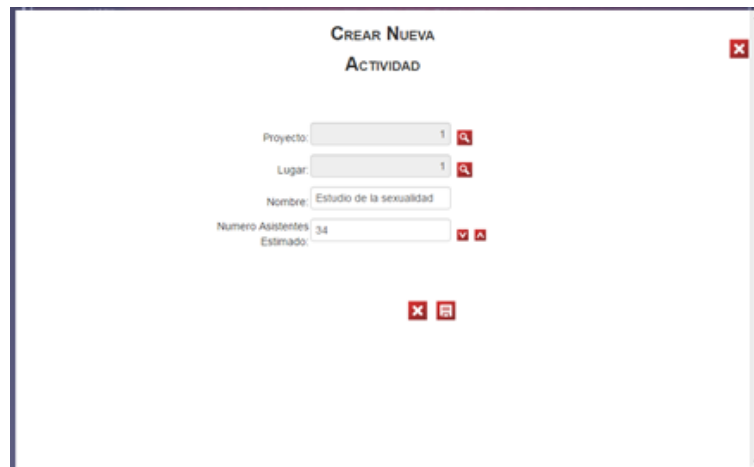 CREAR NUEVA
ACTIVIDAD
Proyecto: 1
Lugar: 1
Nombre: Estudio de la sexualidad
Numero Asistentes
Estimado: 34